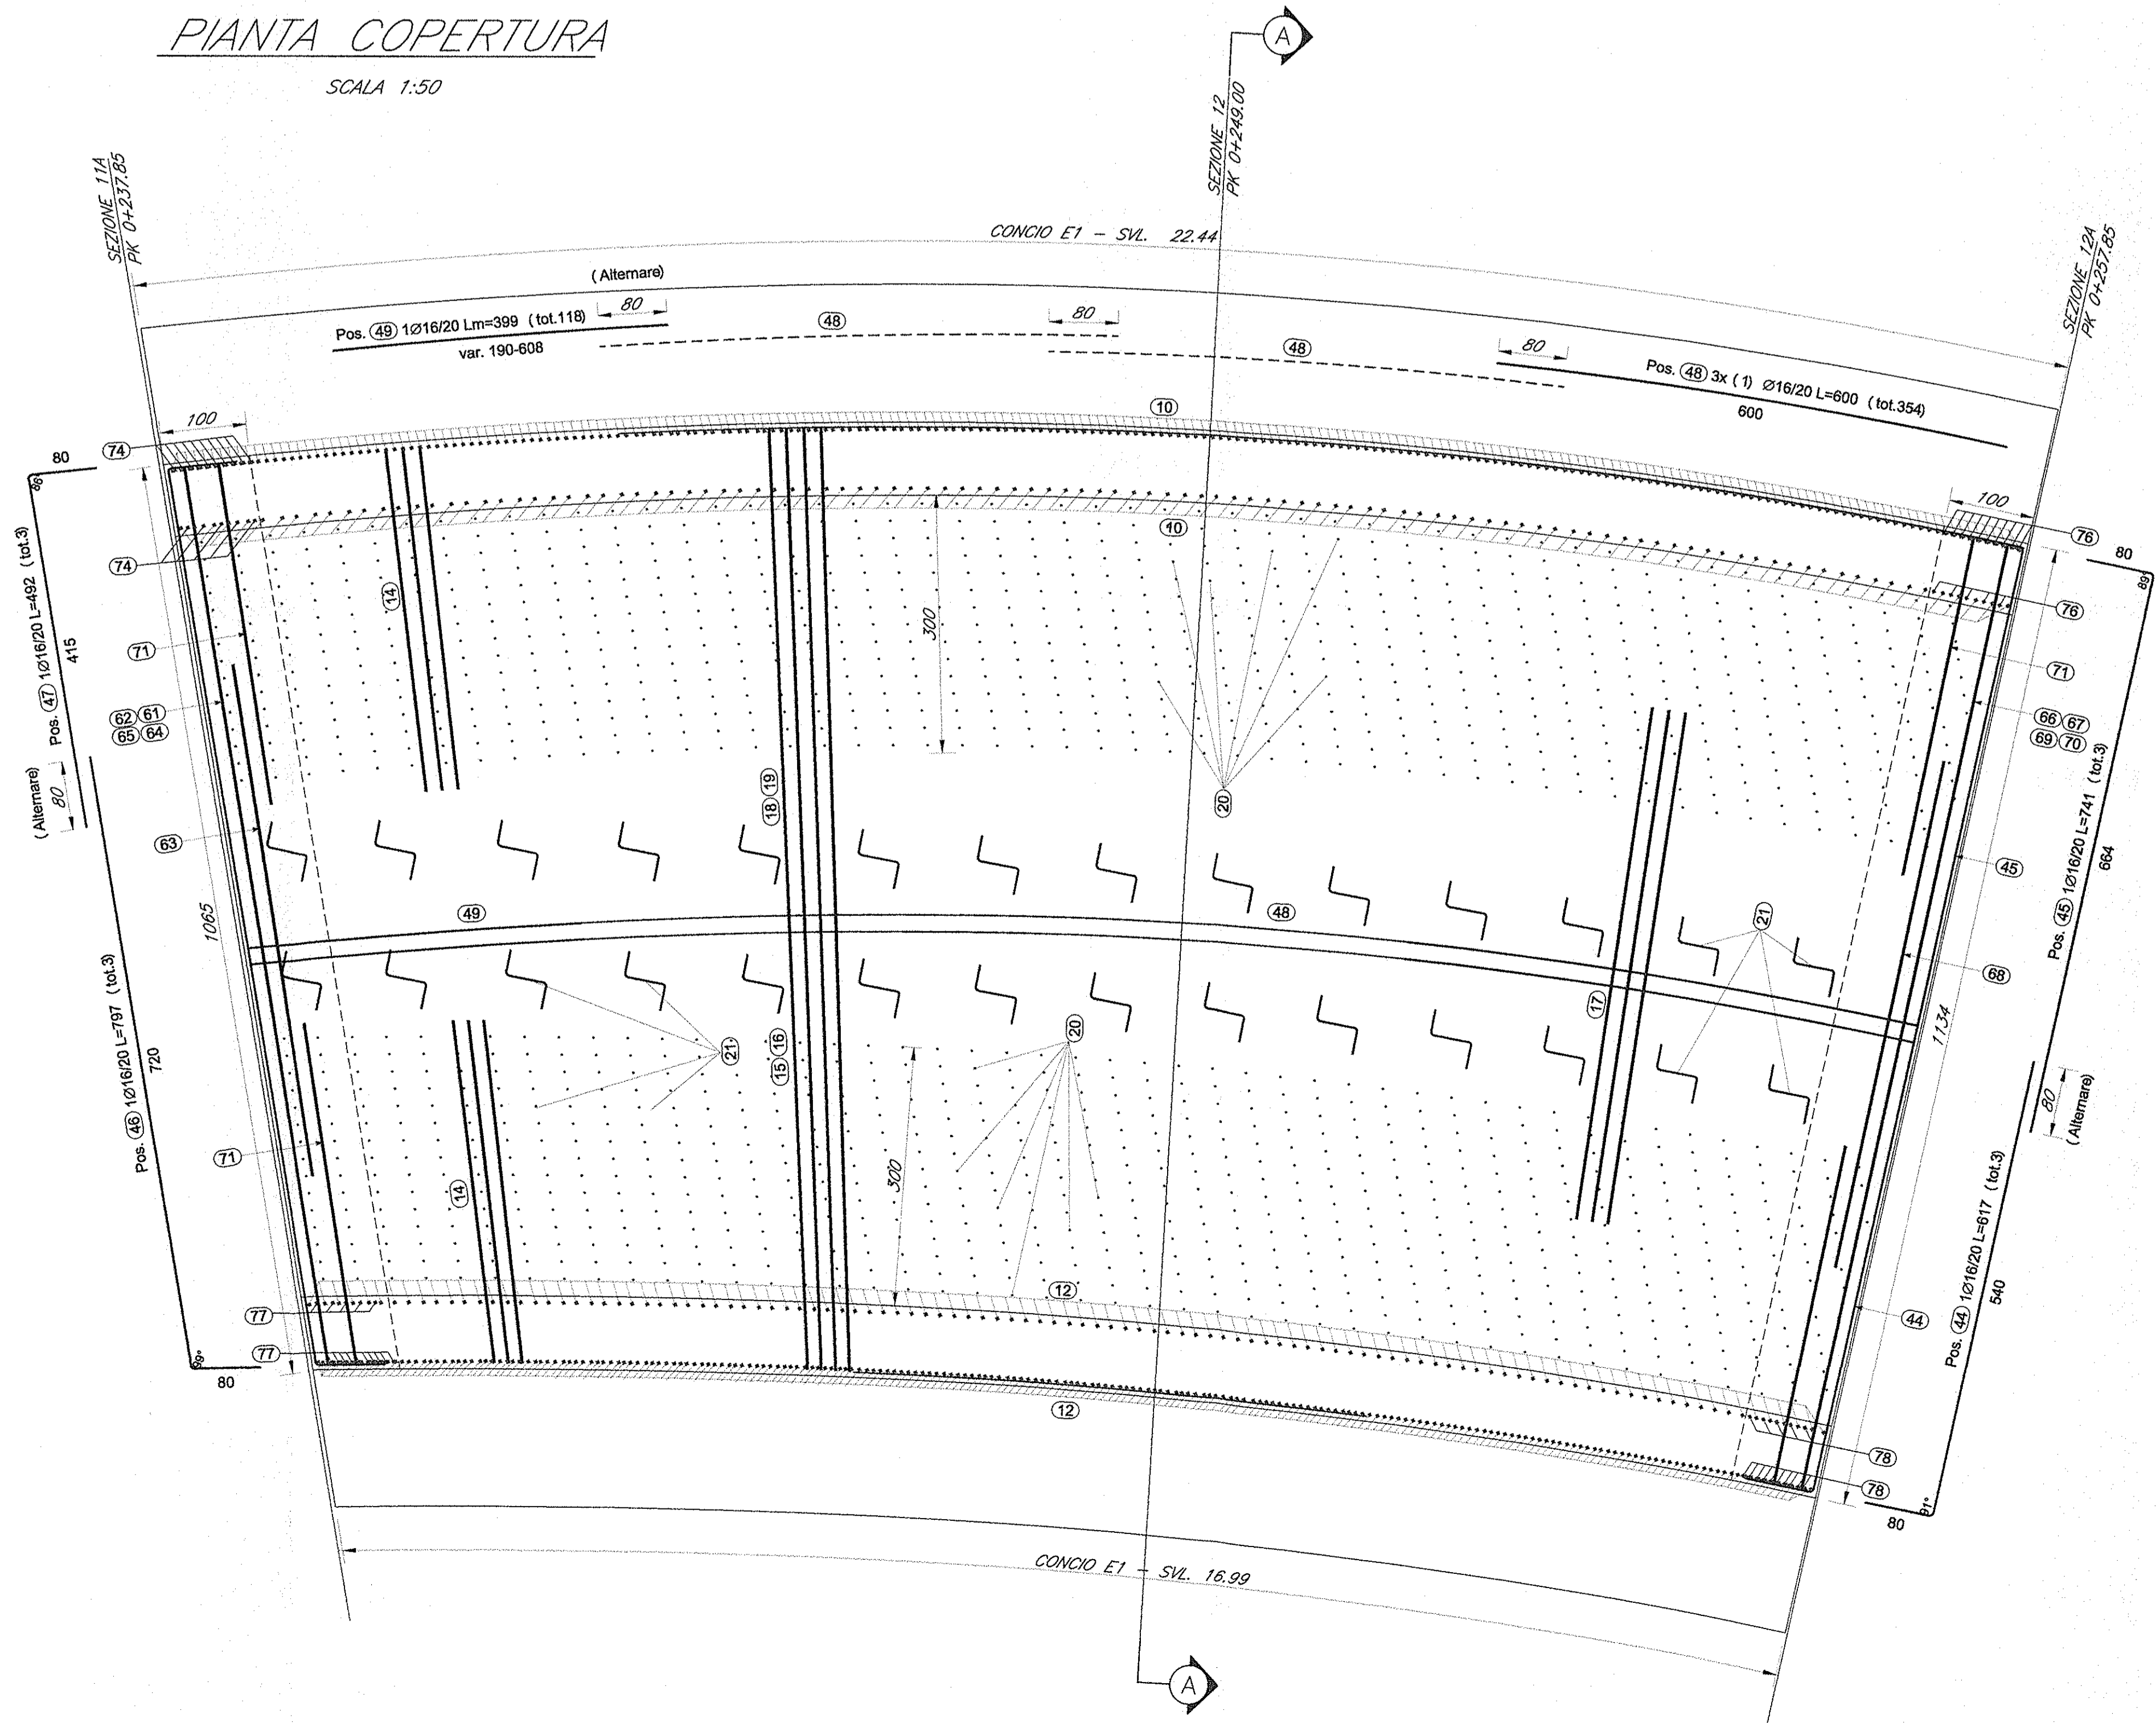 PIANTA COPERTURA
SCALA 1:50
A
SEZIONE 12
PK 0+249.00
SEZIONE 11A
PK 0+237.85
SEZIONE 12A
PK 0+257.85
CONCIO E1 - SVL. 22.44
( Alternare)
Pos. 49 1Ø16/20 Lm=399 ( tot.118)
var. 190-608
80
48
80
48
80
Pos. 48 3x ( 1) Ø16/20 L=600 ( tot.354)
600
100
10
100
74
80
86°
76
80
89°
10
74
76
Pos. 47 1Ø16/20 L=492 ( tot.3)
415
14
300
71
71
62 61
65 64
66 67
69 70
( Alternare)
80
18 19
20
63
45
Pos. 45 1Ø16/20 L=741 ( tot.3)
664
1065
49
48
21
68
17
1134
21
15 16
20
Pos. 46 1Ø16/20 L=797 ( tot.3)
720
80
( Alternare)
71
14
300
77
12
44
Pos. 44 1Ø16/20 L=617 ( tot.3)
540
77
99°
80
12
78
78
91°
80
CONCIO E1 - SVL. 16.99
A